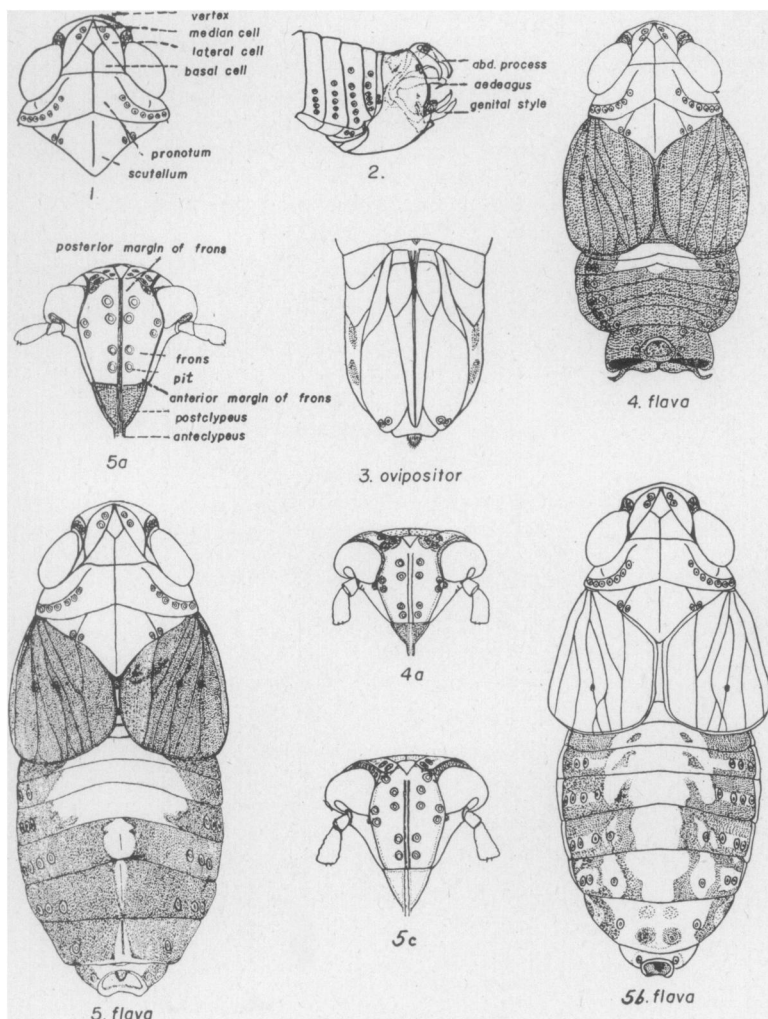 vertex
median cell
lateral cell
basal cell
pronotum
scutellum
1
abd. process
aedeagus
genital style
2.
posterior margin of frons
frons
pit
anterior margin of frons
postclypeus
anteclypeus
5a
3. ovipositor
4. flava
4a
5c
5. flava
5b. flava